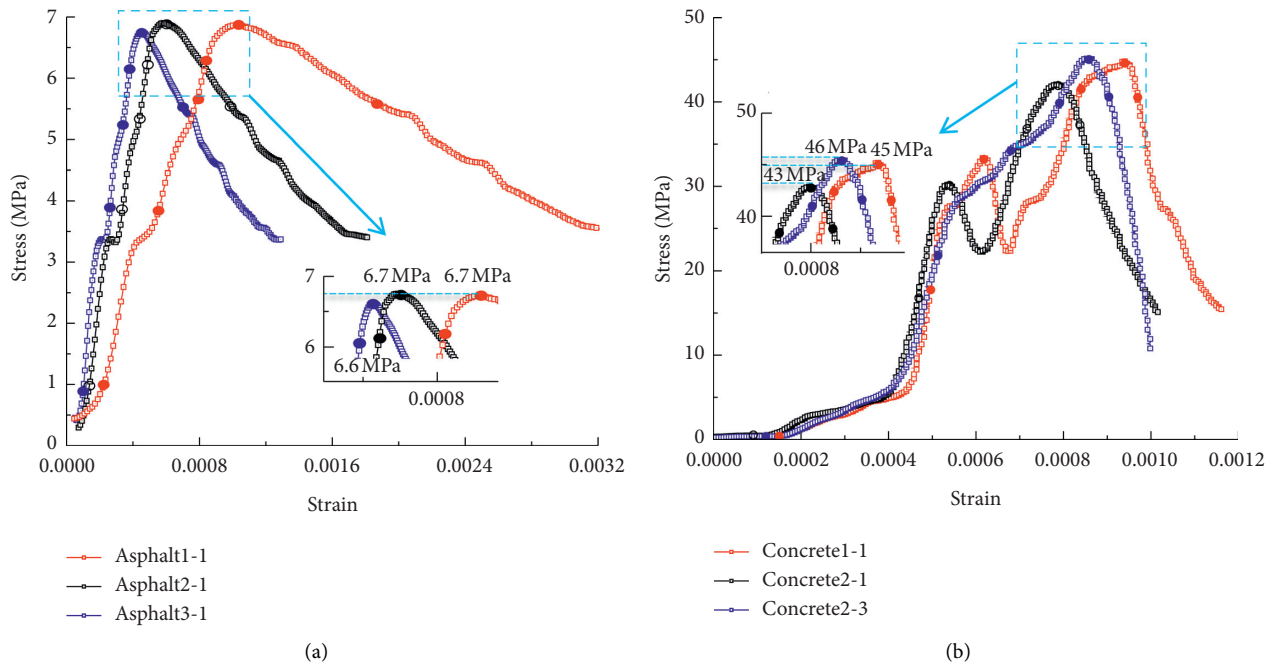 7
6
5
4
3
2
1
0
Stress (MPa)
0.0000
0.0008
0.0016
0.0024
0.0032
Strain
7
6
6.7 MPa
6.7 MPa
6.6 MPa
0.0008
Asphalt1-1
Asphalt2-1
Asphalt3-1
(a)
50
40
30
20
10
0
Stress (MPa)
0.0000
0.0002
0.0004
0.0006
0.0008
0.0010
0.0012
Strain
50
40
46 MPa
45 MPa
43 MPa
0.0008
Concrete1-1
Concrete2-1
Concrete2-3
(b)